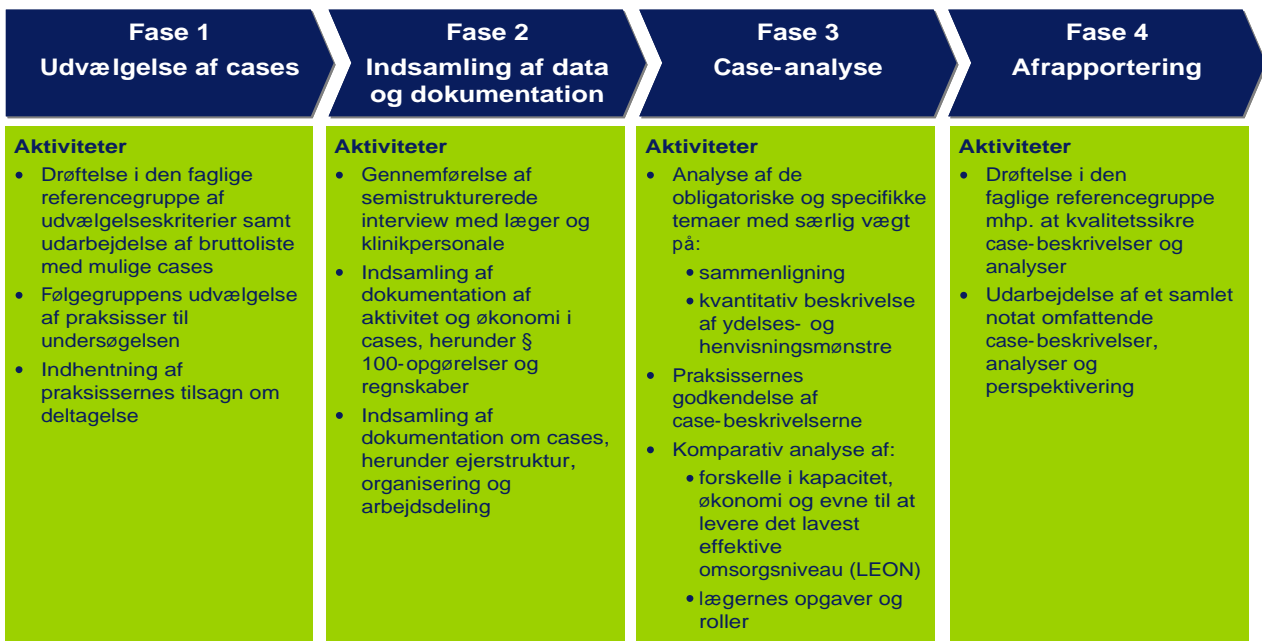 Fase 1
Udvælgelse af cases
Aktiviteter
• Drøftelse i den faglige
referencegruppe af
udvælgelseskriterier samt
udarbejdelse af bruttoliste
med mulige cases
• Følgegruppens udvælgelse
af praksisser til
undersøgelsen
• Indhentning af
praksissernes tilsagn om
deltagelse
Fase 2
Indsamling af data
og dokumentation
Aktiviteter
• Gennemførelse af
semistrukturerede
interview med læger og
klinikpersonale
• Indsamling af
dokumentation af
aktivitet og økonomi i
cases, herunder §
100-opgørelser og
regnskaber
• Indsamling af
dokumentation om cases,
herunder ejerstruktur,
organisering og
arbejdsdeling
Fase 3
Case-analyse
Aktiviteter
• Analyse af de
obligatoriske og specifikke
temaer med særlig vægt
på:
• sammenligning
• kvantitativ beskrivelse
af ydelses- og
henvisningsmønstre
• Praksissernes
godkendelse af
case-beskrivelserne
• Komparativ analyse af:
• forskelle i kapacitet,
økonomi og evne til at
levere det lavest
effektive
omsorgsniveau (LEON)
• lægernes opgaver og
roller
Fase 4
Afrapportering
Aktiviteter
• Drøftelse i den
faglige referencegruppe
mhp. at kvalitetssikre
case-beskrivelser og
analyser
• Udarbejdelse af et samlet
notat omfattende
case-beskrivelser,
analyser og
perspektivering